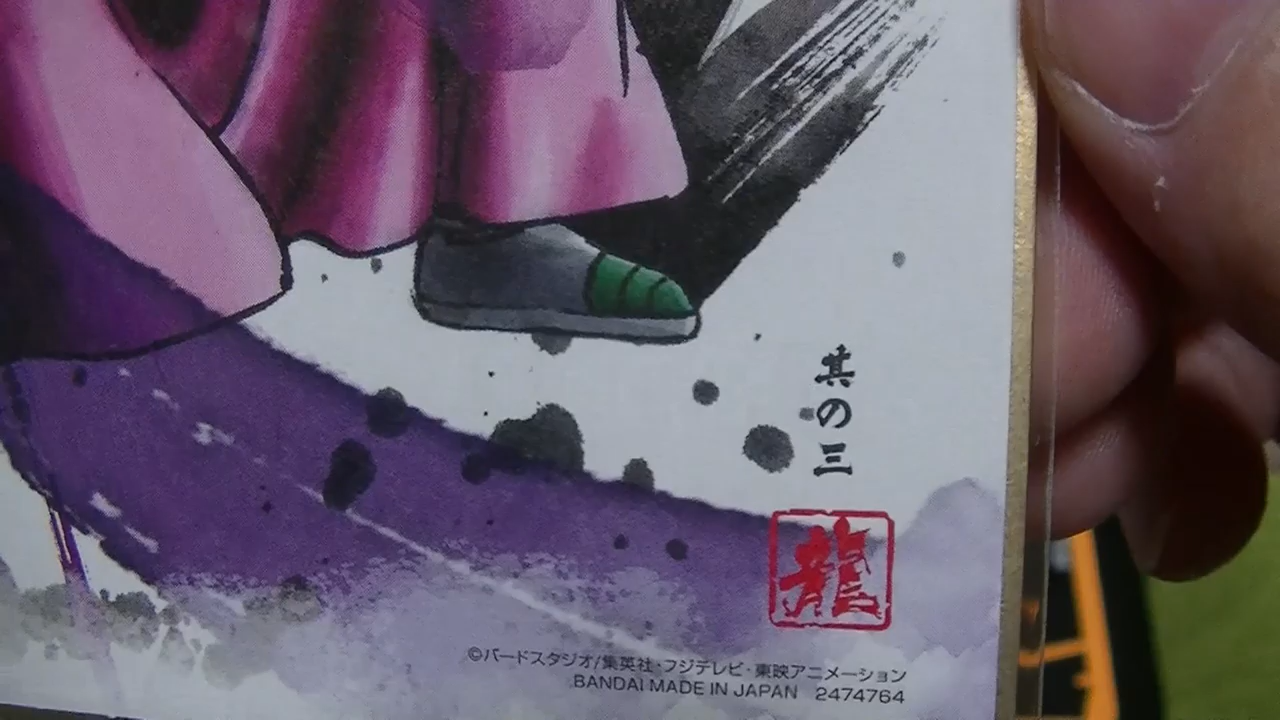 其の三
龍
©バードスタジオ/集英社・フジテレビ・東映アニメーション
BANDAI MADE IN JAPAN 2474764